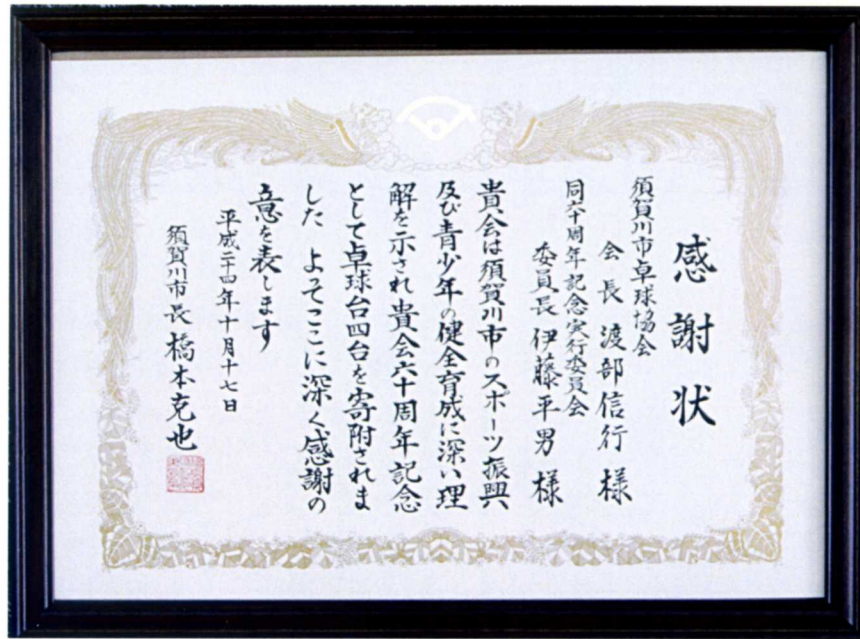 感謝状
須賀川市卓球協会
会長 渡部信行 様
同六十周年記念実行委員会
委員長 伊藤平男 様
貴会は須賀川市のスポーツ振興
及び青少年の健全育成に深い理
解を示され貴会六十周年記念
として卓球台四台を寄附されま
した よってここに深く感謝の
意を表します
平成二十四年十月十七日
須賀川市長 橋本克也